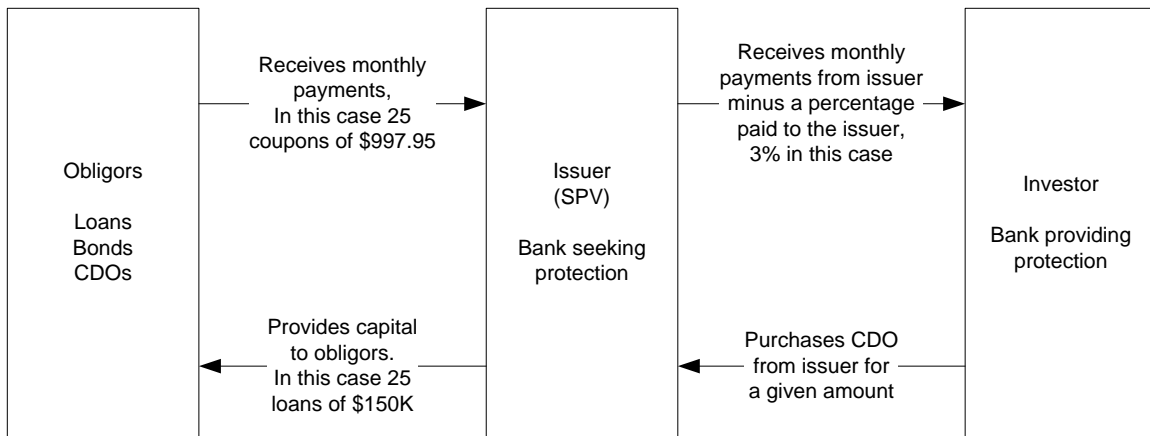 Obligors
Loans
Bonds
CDOs
Receives monthly
payments,
In this case 25
coupons of $997.95
Provides capital
to obligors.
In this case 25
loans of $150K
Issuer
(SPV)
Bank seeking
protection
Receives monthly
payments from issuer
minus a percentage
paid to the issuer,
3% in this case
Purchases CDO
from issuer for
a given amount
Investor
Bank providing
protection